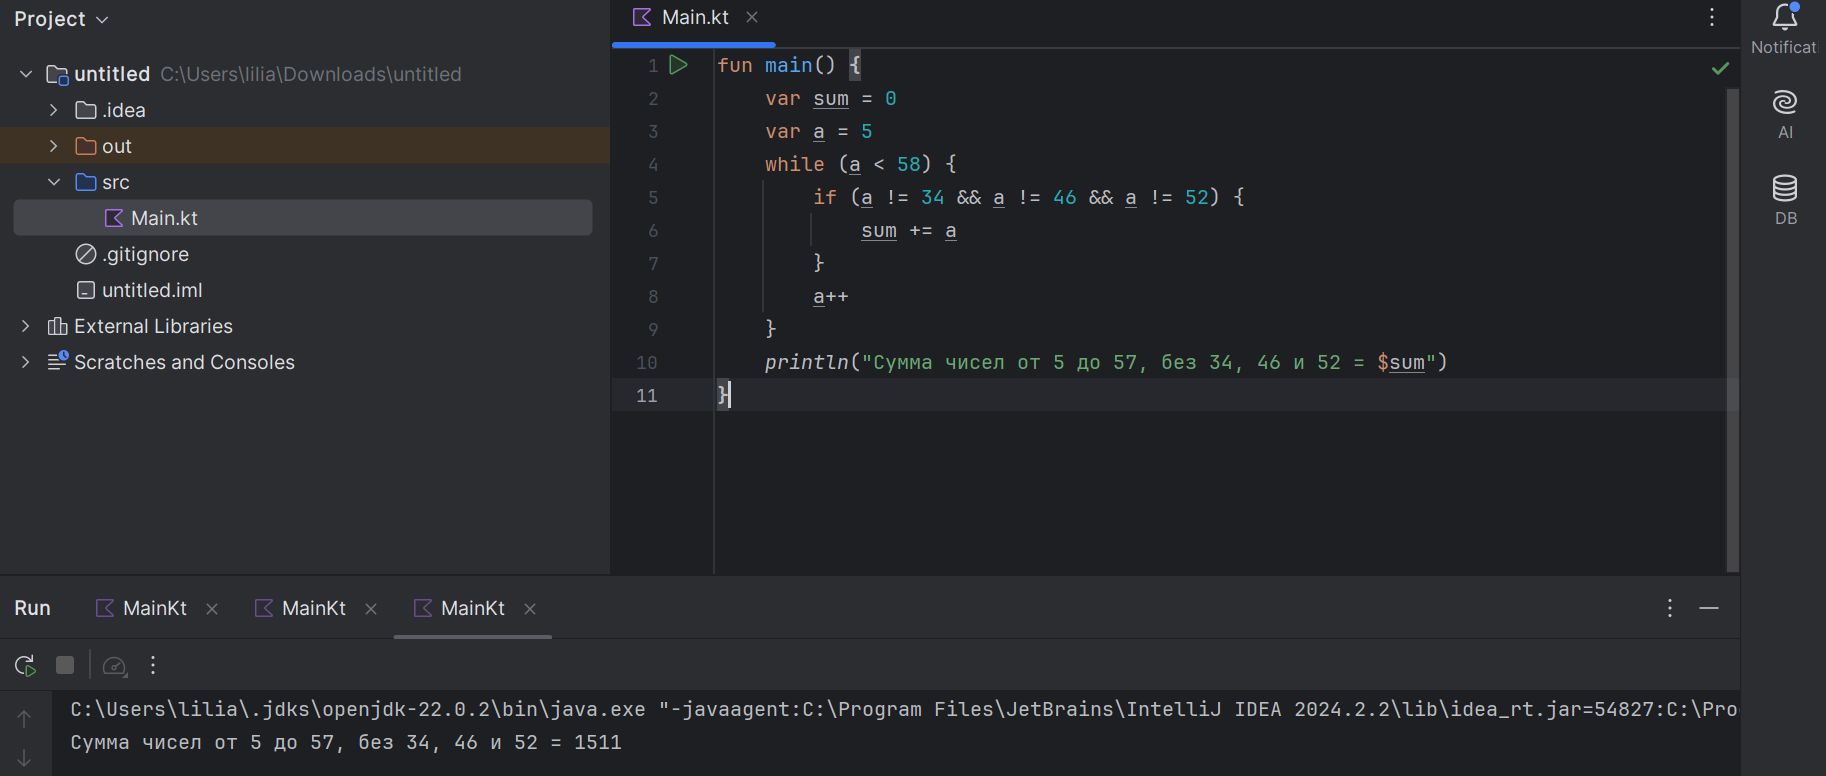 Project
untitled C:\Users\lilia\Downloads\untitled
.idea
out
src
Main.kt
.gitignore
untitled.iml
External Libraries
Scratches and Consoles
Main.kt
1 fun main() {
2 var sum = 0
3 var a = 5
4 while (a < 58) {
5 if (a != 34 && a != 46 && a != 52) {
6 sum += a
7 }
8 a++
9 }
10 println("Сумма чисел от 5 до 57, без 34, 46 и 52 = $sum")
11 }
Notificat
AI
DB
Run MainKt MainKt MainKt
C:\Users\lilia\.jdks\openjdk-22.0.2\bin\java.exe "-javaagent:C:\Program Files\JetBrains\IntelliJ IDEA 2024.2.2\lib\idea_rt.jar=54827:C:\Pro
Сумма чисел от 5 до 57, без 34, 46 и 52 = 1511